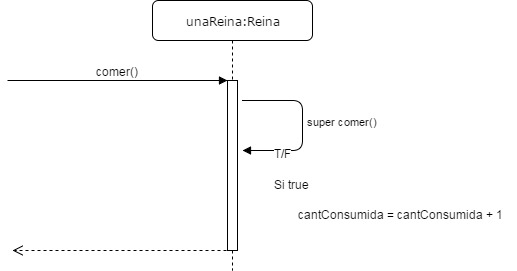 unaReina:Reina
comer()
super comer()
T/F
Si true
cantConsumida = cantConsumida + 1